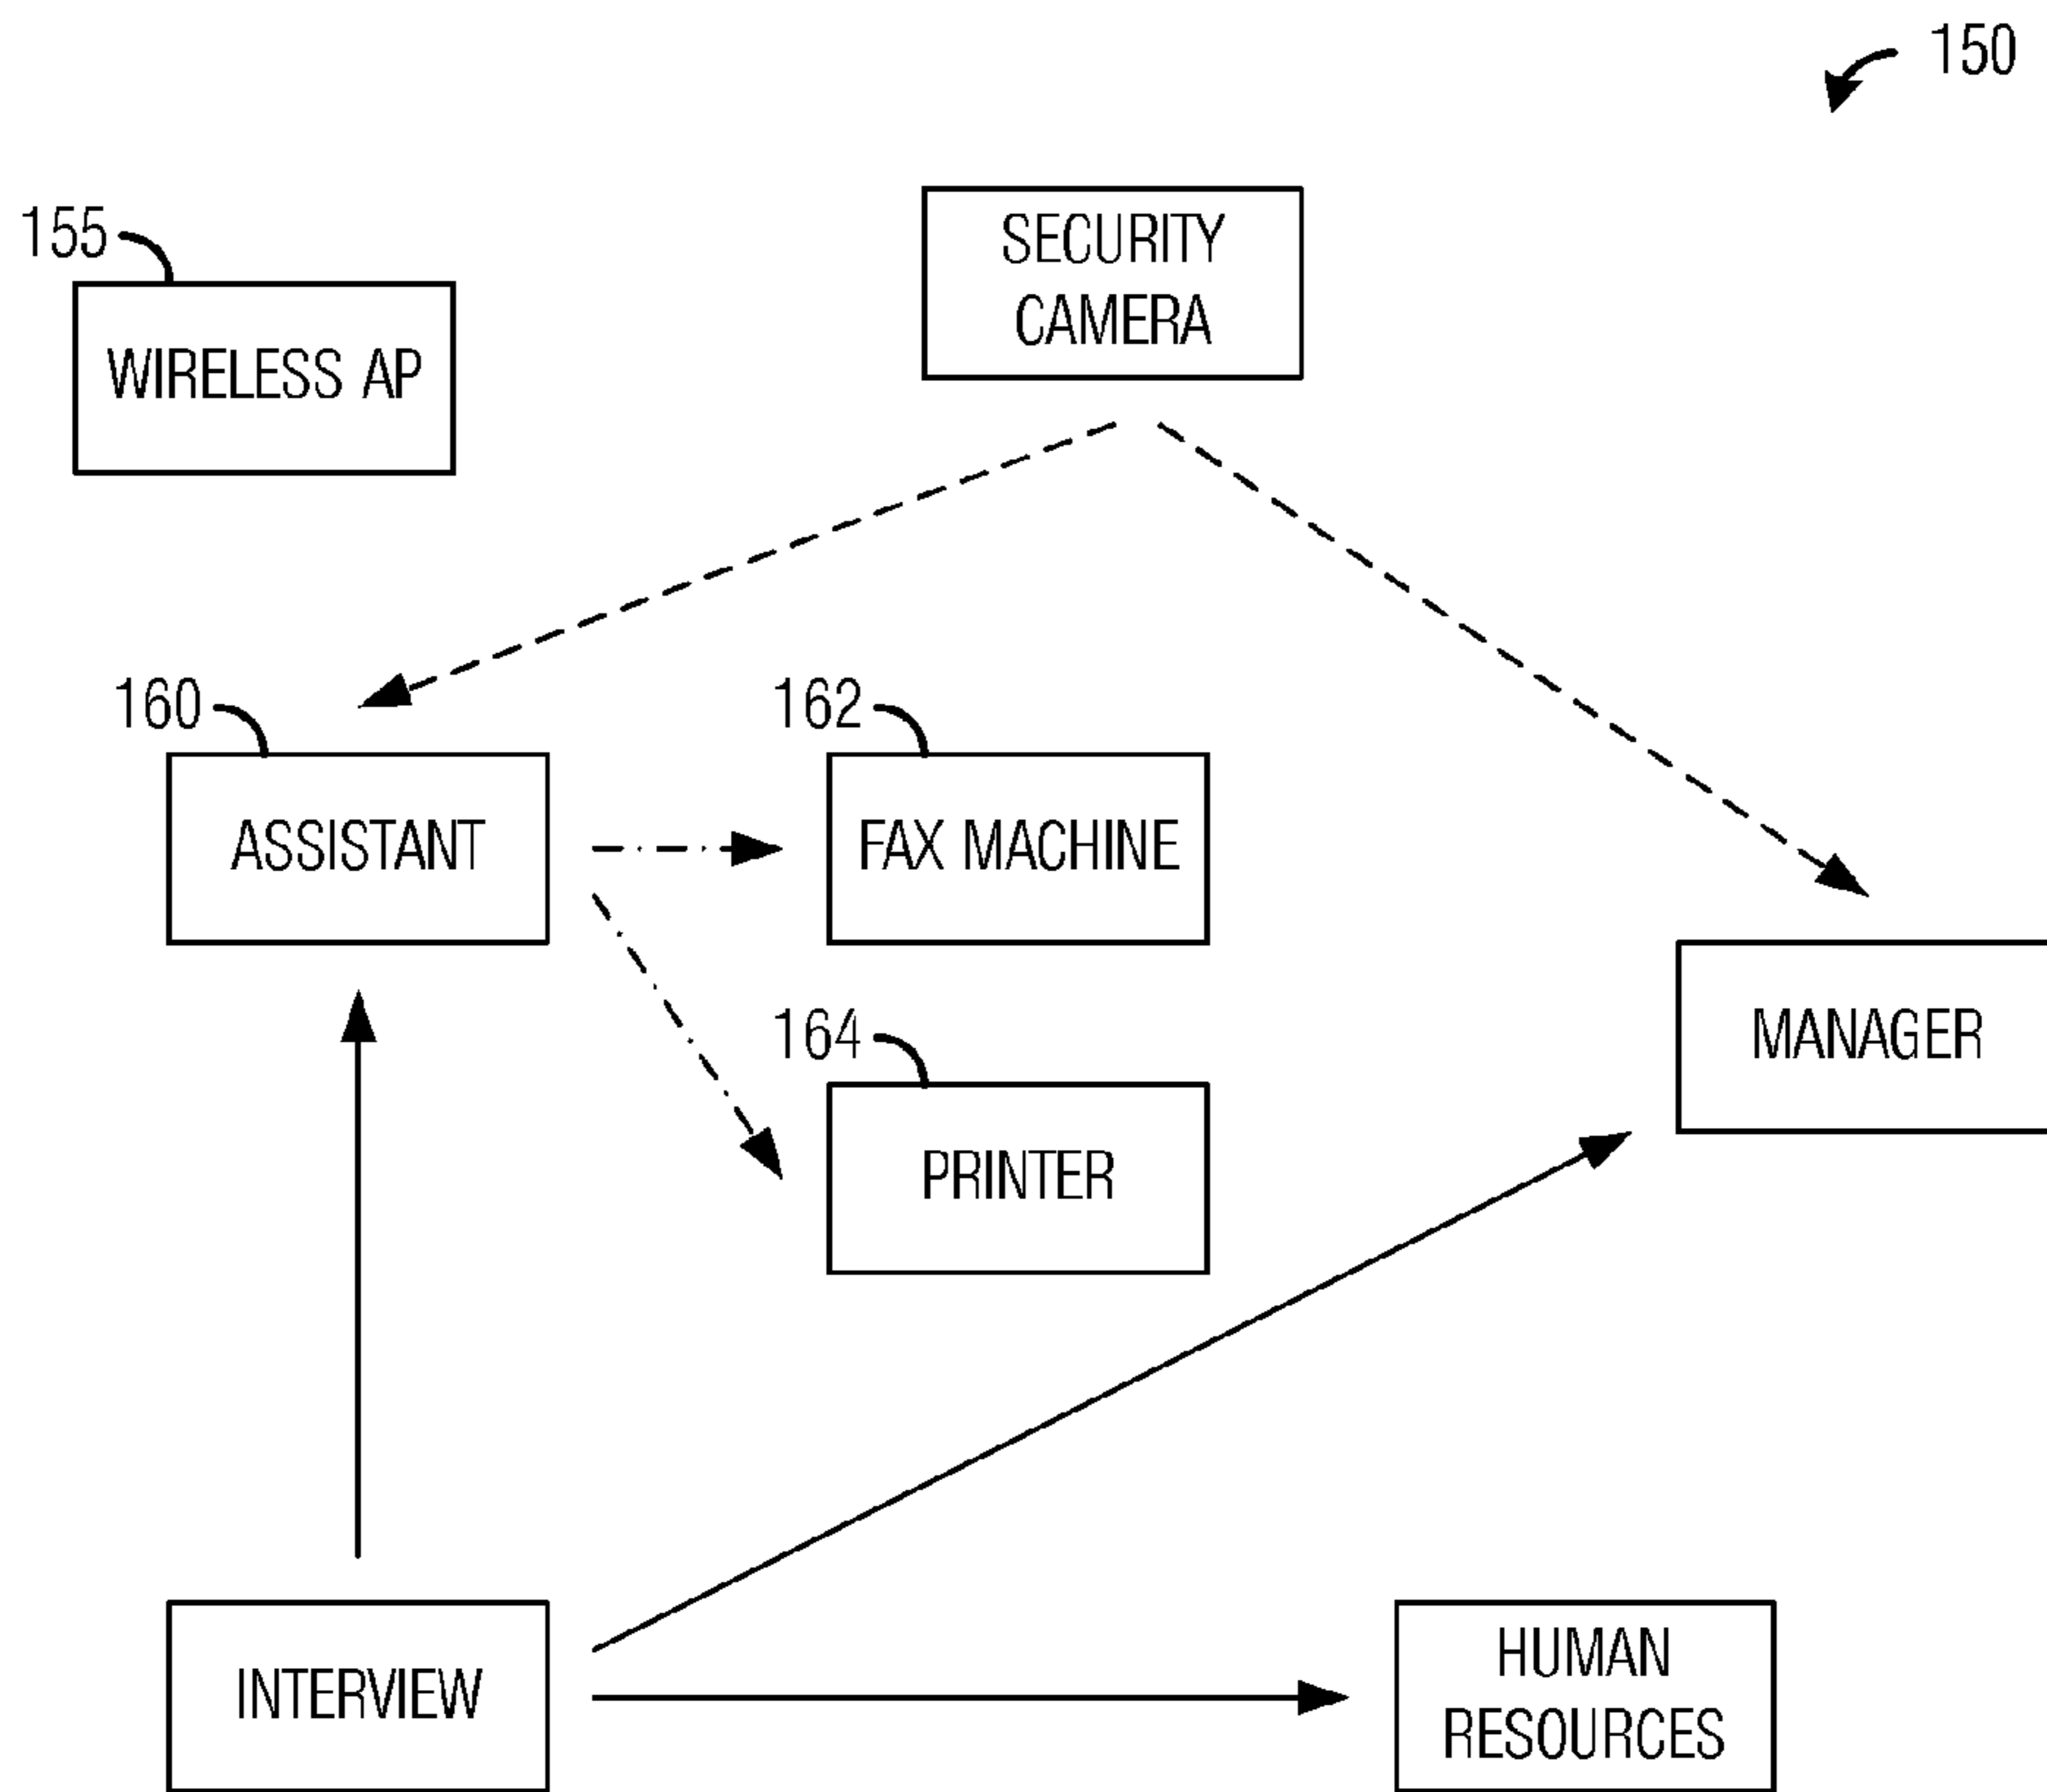 150
155
SECURITY
CAMERA
WIRELESS AP
160
162
ASSISTANT
FAX MACHINE
164
MANAGER
PRINTER
INTERVIEW
HUMAN
RESOURCES